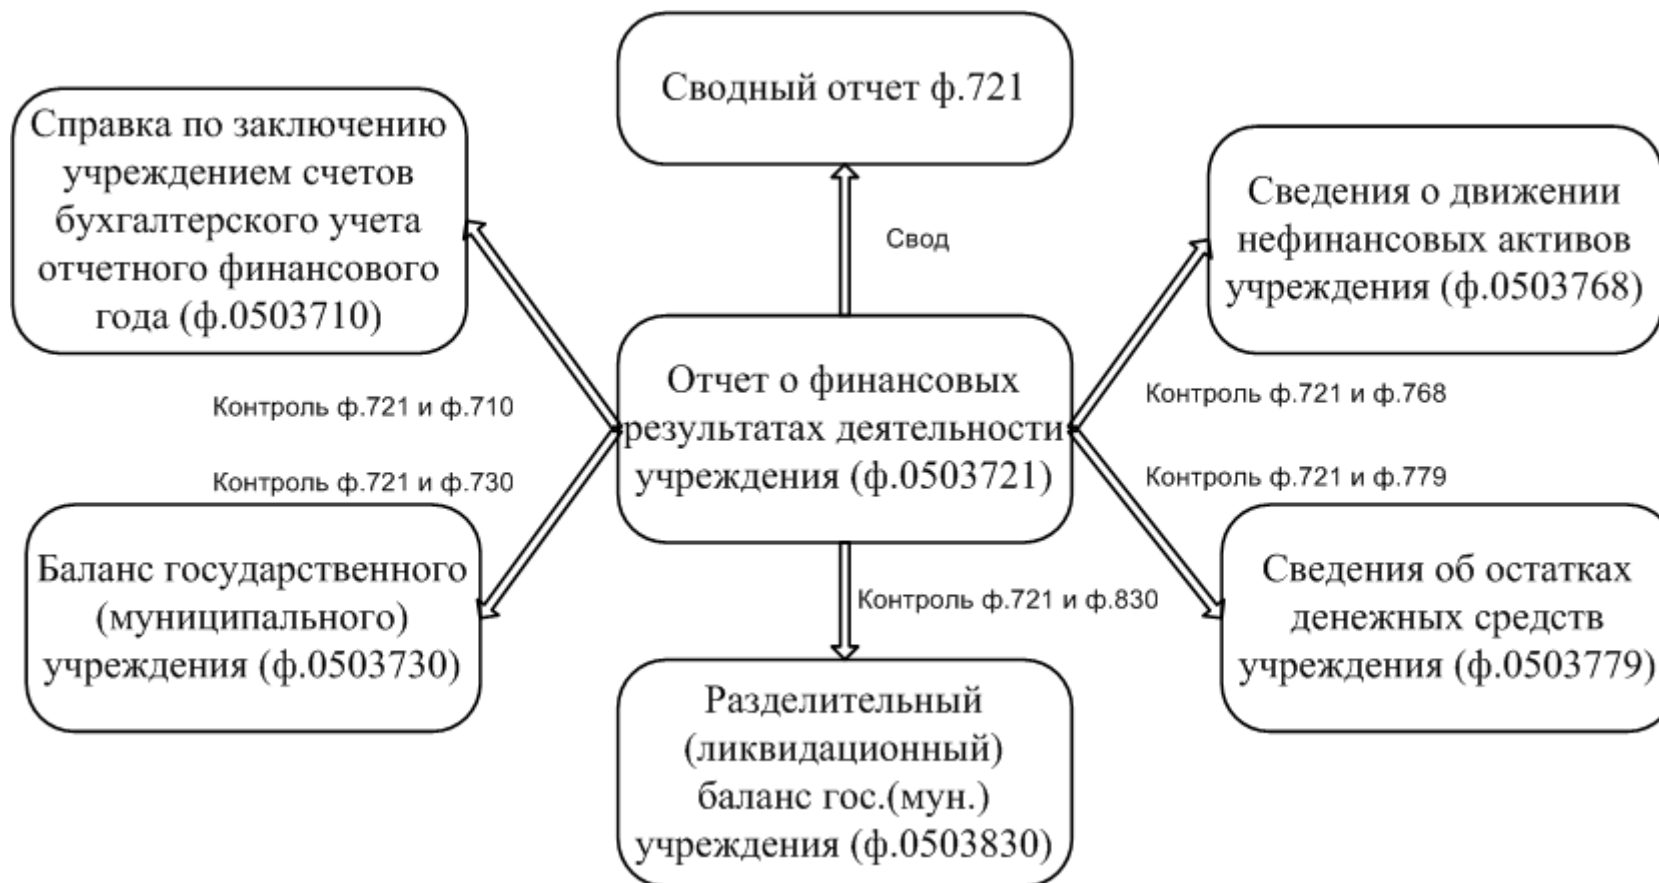 Сводный отчет ф.721
Справка по заключению
учреждением счетов
бухгалтерского учета
отчетного финансового
года (ф.0503710)
Сведения о движении
нефинансовых активов
учреждения (ф.0503768)
Свод
Отчет о финансовых
результатах деятельности
учреждения (ф.0503721)
Контроль ф.721 и ф.710
Контроль ф.721 и ф.768
Контроль ф.721 и ф.730
Контроль ф.721 и ф.779
Баланс государственного
(муниципального)
учреждения (ф.0503730)
Контроль ф.721 и ф.830
Сведения об остатках
денежных средств
учреждения (ф.0503779)
Разделительный
(ликвидационный)
баланс гос.(мун.)
учреждения (ф.0503830)